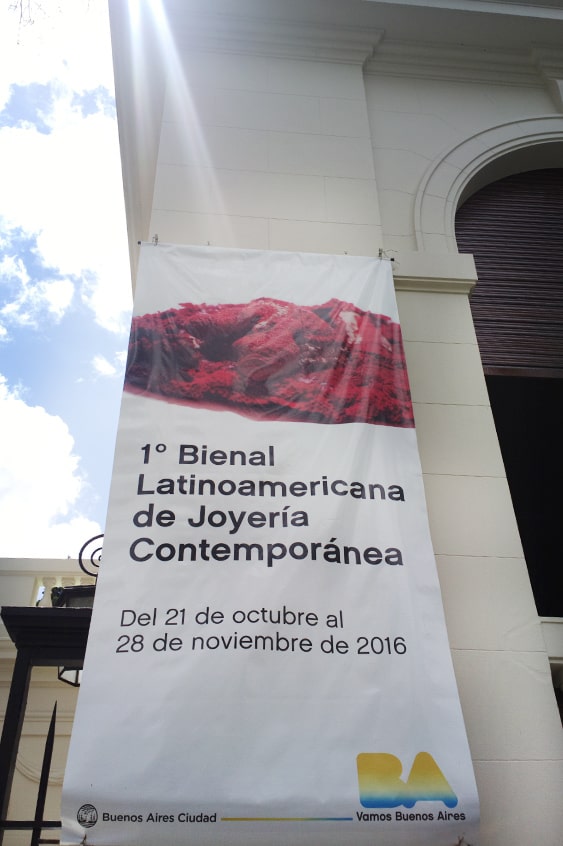 1° Bienal
Latinoamericana
de Joyería
Contemporánea
Del 21 de octubre al
28 de noviembre de 2016
BA
Buenos Aires Ciudad
Vamos Buenos Aires